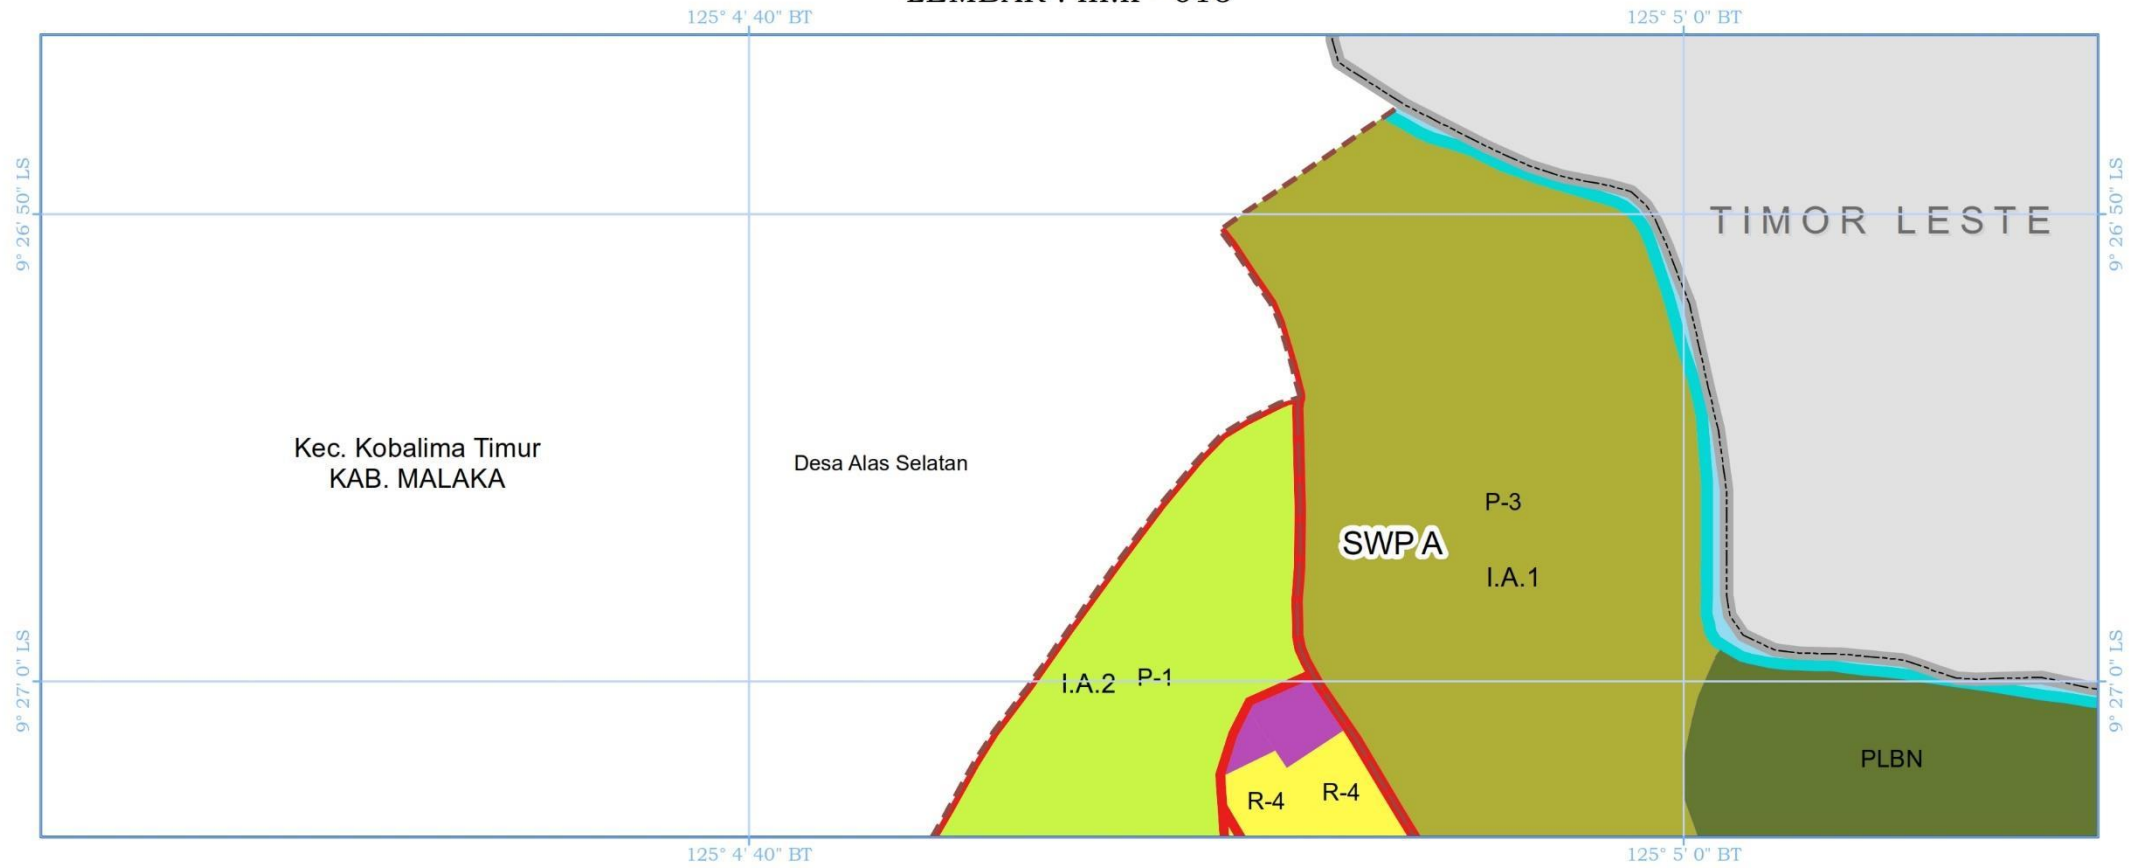 125° 4' 40" BT
125° 5' 0" BT
9° 26' 50" LS
9° 26' 50" LS
TIMOR LESTE
Kec. Kobalima Timur
KAB. MALAKA
Desa Alas Selatan
P-3
SWP A
I.A.1
I.A.2
P-1
9° 27' 0" LS
9° 27' 0" LS
PLBN
R-4
R-4
125° 4' 40" BT
125° 5' 0" BT